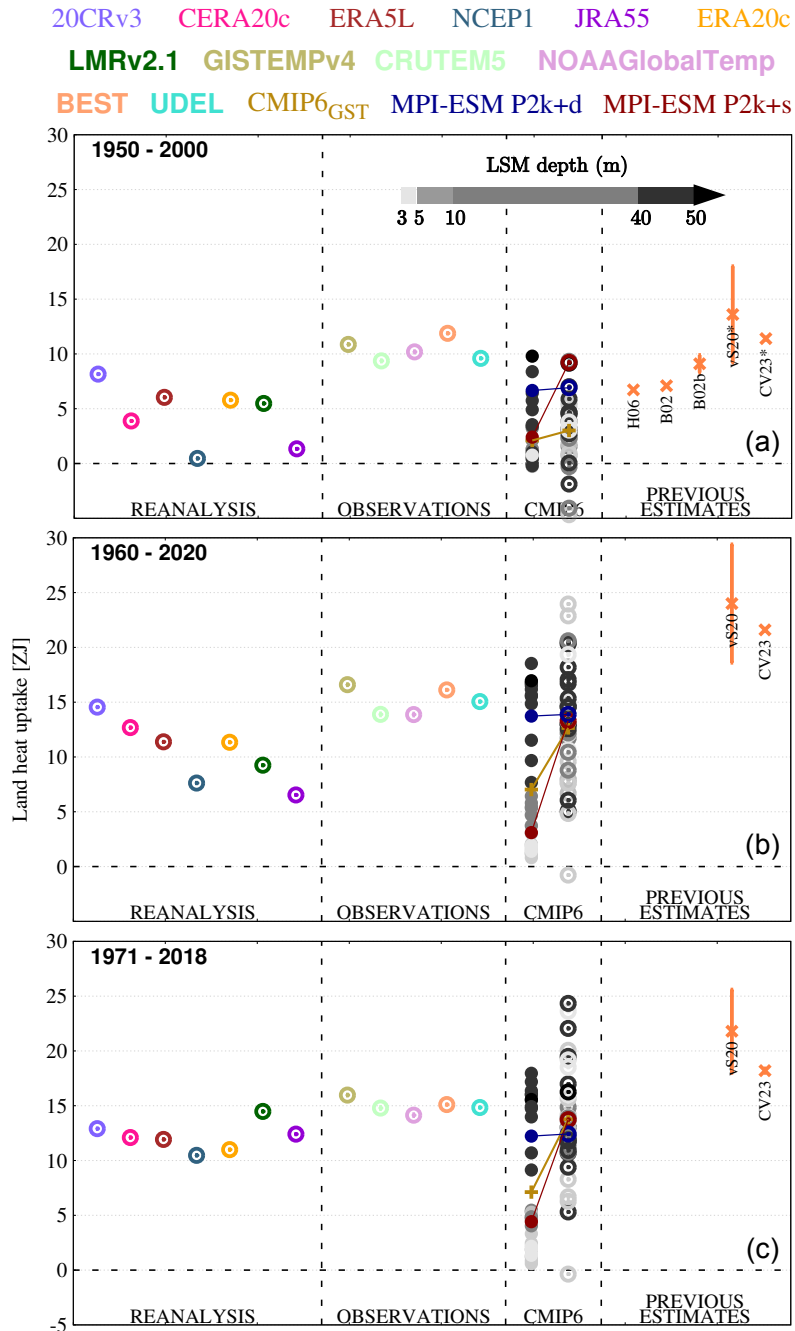 20CRv3 CERA20c ERA5L NCEP1 JRA55 ERA20c
LMRv2.1 GISTEMPv4 CRUTEM5 NOAAGlobalTemp
BEST UDEL CMIP6GST MPI-ESM P2k+d MPI-ESM P2k+s
30
1950 - 2000
LSM depth (m)
25
3 5 10 40 50
20
15
10
vS20*
CV23*
B02b
B02
H06
5
(a)
0
REANALYSIS OBSERVATIONS CMIP6 PREVIOUS
ESTIMATES
30
1960 - 2020
25
vS20
CV23
20
15
Land heat uptake [ZJ]
10
5
(b)
0
REANALYSIS OBSERVATIONS CMIP6 PREVIOUS
ESTIMATES
30
1971 - 2018
25
vS20
20
CV23
15
10
5
(c)
0
REANALYSIS OBSERVATIONS CMIP6 PREVIOUS
ESTIMATES
-5